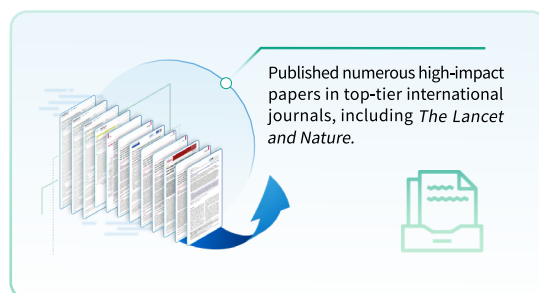 Published numerous high-impact
papers in top-tier international
journals, including The Lancet
and Nature.